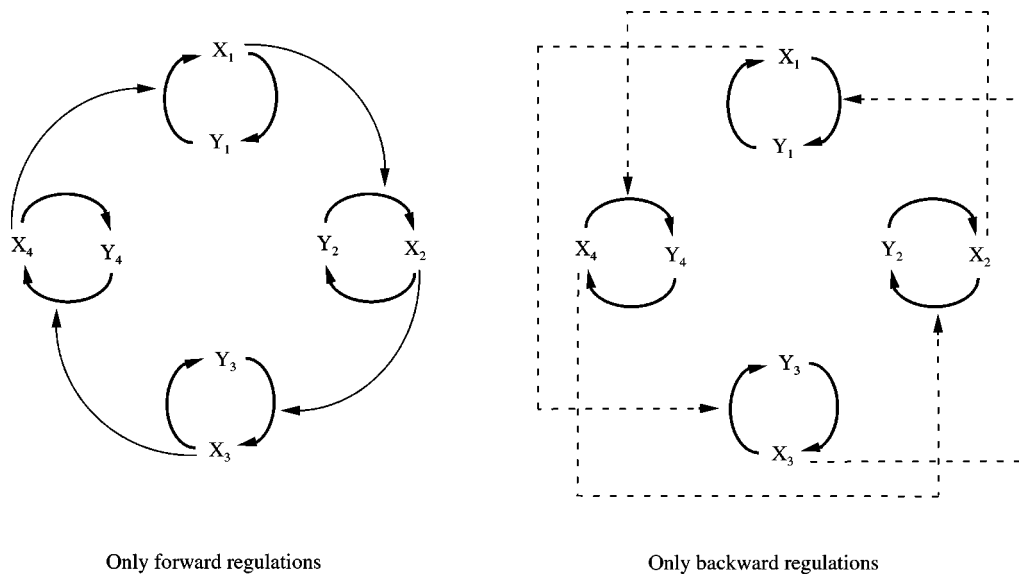 X₁
Y₁
X₄ Y₄
Y₂ X₂
Y₃
X₃
Only forward regulations
X₁
Y₁
X₄ Y₄
Y₂ X₂
Y₃
X₃
Only backward regulations